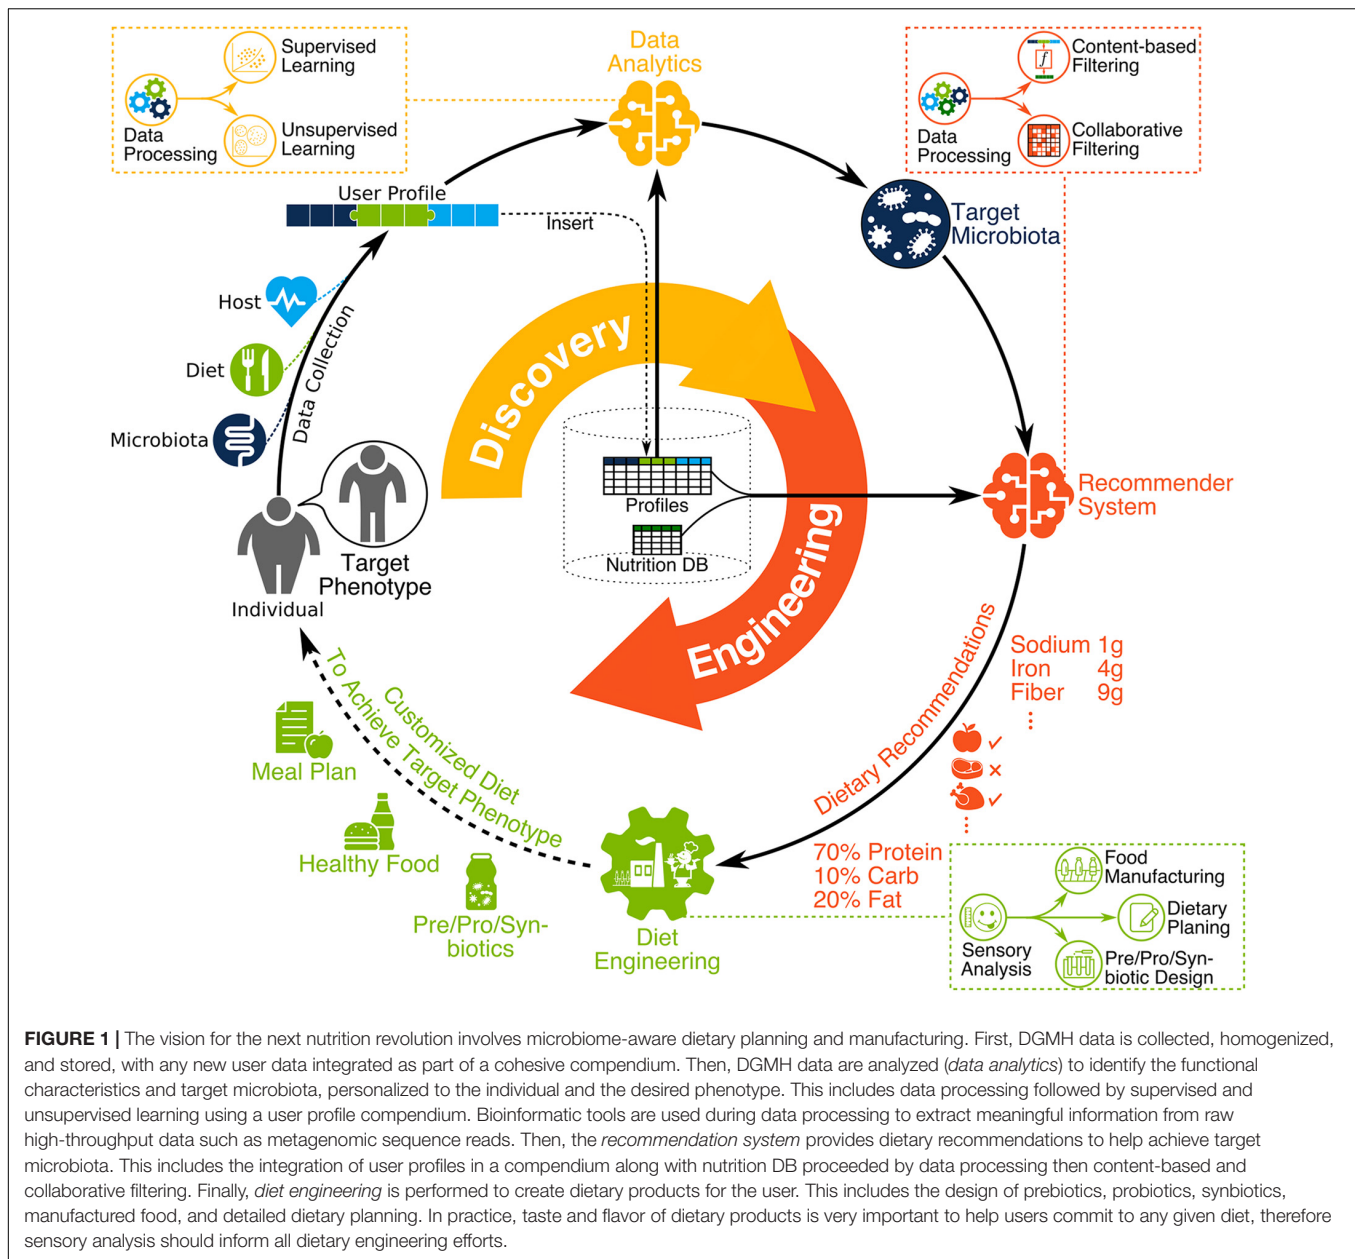 Supervised
Learning
Data
Processing
Unsupervised
Learning
Data
Analytics
Content-based
Filtering
f
Data
Processing
Collaborative
Filtering
User Profile
Insert
Target
Microbiota
Host
Diet
Microbiota
Data Collection
Discovery
Profiles
Nutrition DB
Recommender
System
Target
Phenotype
Individual
Engineering
Dietary Recommendations
Sodium 1g
Iron 4g
Fiber 9g
Customized Diet
To Achieve Target Phenotype
Meal Plan
Healthy Food
Pre/Pro/Syn-
biotics
Diet
Engineering
70% Protein
10% Carb
20% Fat
Food
Manufacturing
Sensory
Analysis
Dietary
Planing
Pre/Pro/Syn-
biotic Design
FIGURE 1 | The vision for the next nutrition revolution involves microbiome-aware dietary planning and manufacturing. First, DGMH data is collected, homogenized,
and stored, with any new user data integrated as part of a cohesive compendium. Then, DGMH data are analyzed (data analytics) to identify the functional
characteristics and target microbiota, personalized to the individual and the desired phenotype. This includes data processing followed by supervised and
unsupervised learning using a user profile compendium. Bioinformatic tools are used during data processing to extract meaningful information from raw
high-throughput data such as metagenomic sequence reads. Then, the recommendation system provides dietary recommendations to help achieve target
microbiota. This includes the integration of user profiles in a compendium along with nutrition DB proceeded by data processing then content-based and
collaborative filtering. Finally, diet engineering is performed to create dietary products for the user. This includes the design of prebiotics, probiotics, synbiotics,
manufactured food, and detailed dietary planning. In practice, taste and flavor of dietary products is very important to help users commit to any given diet, therefore
sensory analysis should inform all dietary engineering efforts.